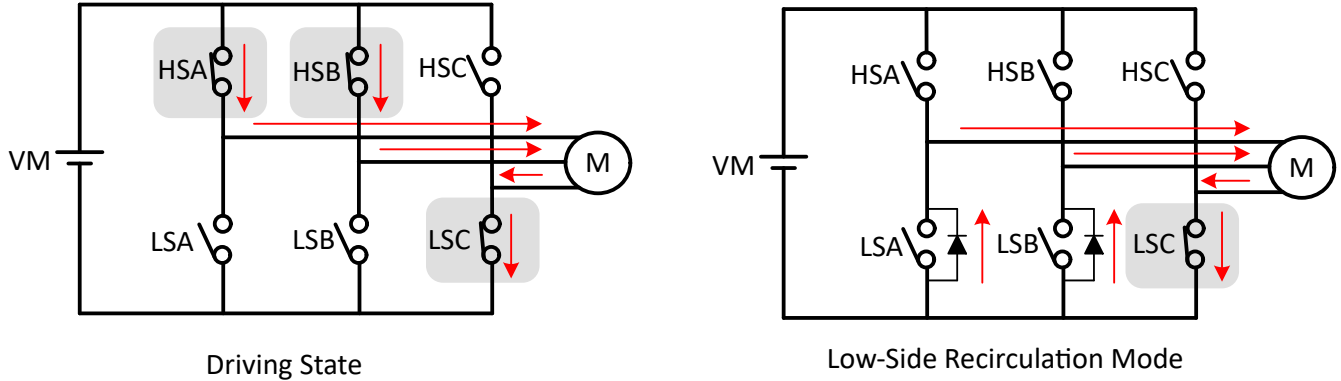 HSA
HSB
HSC
VM
M
LSA
LSB
LSC
Driving State
HSA
HSB
HSC
VM
M
LSA
LSB
LSC
Low-Side Recirculation Mode